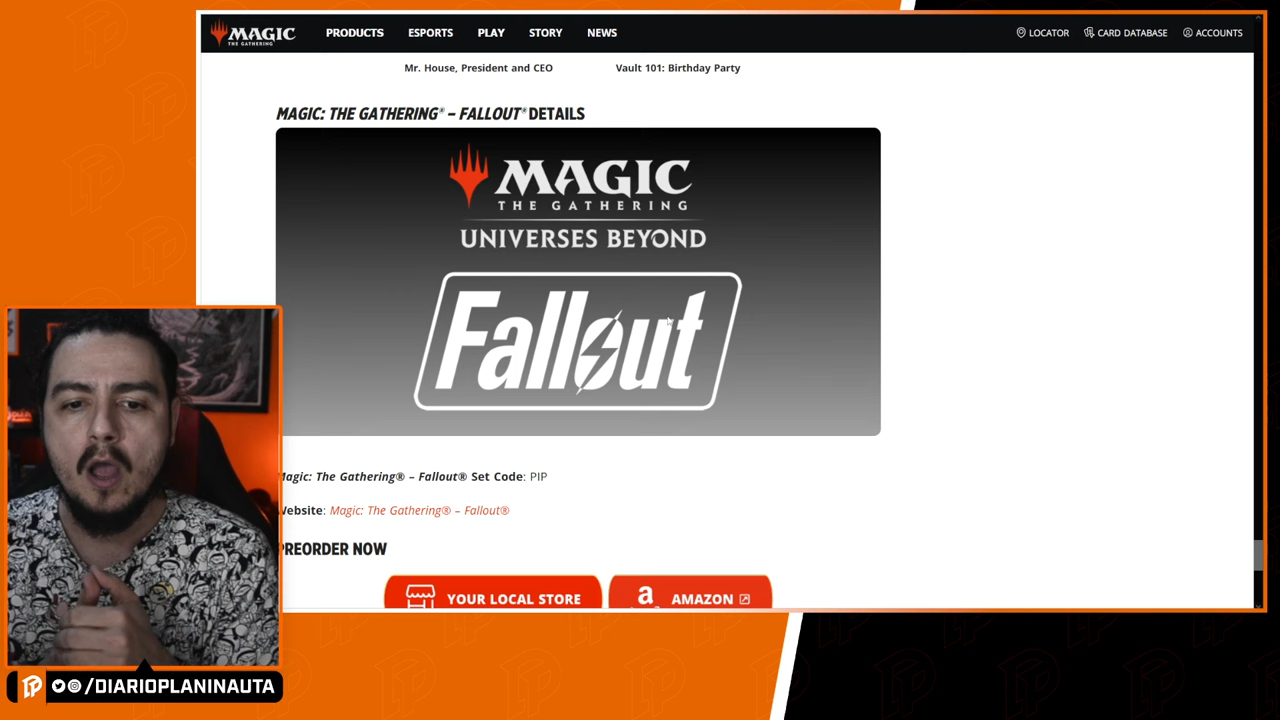 MAGIC
THE GATHERING
PRODUCTS ESPORTS PLAY STORY NEWS
LOCATOR CARD DATABASE ACCOUNTS
Mr. House, President and CEO Vault 101: Birthday Party
MAGIC: THE GATHERING® – FALLOUT® DETAILS
MAGIC
THE GATHERING
UNIVERSES BEYOND
Fallout
Magic: The Gathering® – Fallout® Set Code: PIP
Website: Magic: The Gathering® – Fallout®
PREORDER NOW
YOUR LOCAL STORE
a AMAZON
/DIARIOPLANINAUTA